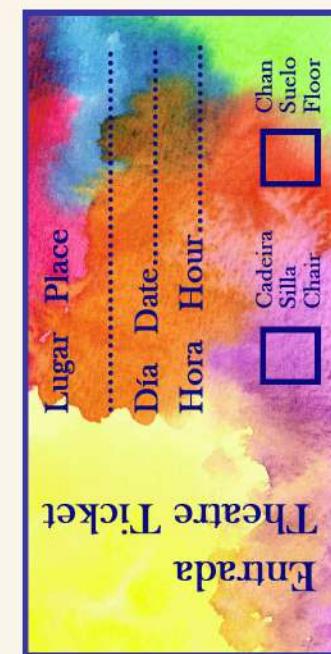 Entrada
Theatre Ticket
Lugar Place
........................................
Día Date........................
Hora Hour........................
Cadeira
Silla
Chair
Chan
Suelo
Floor